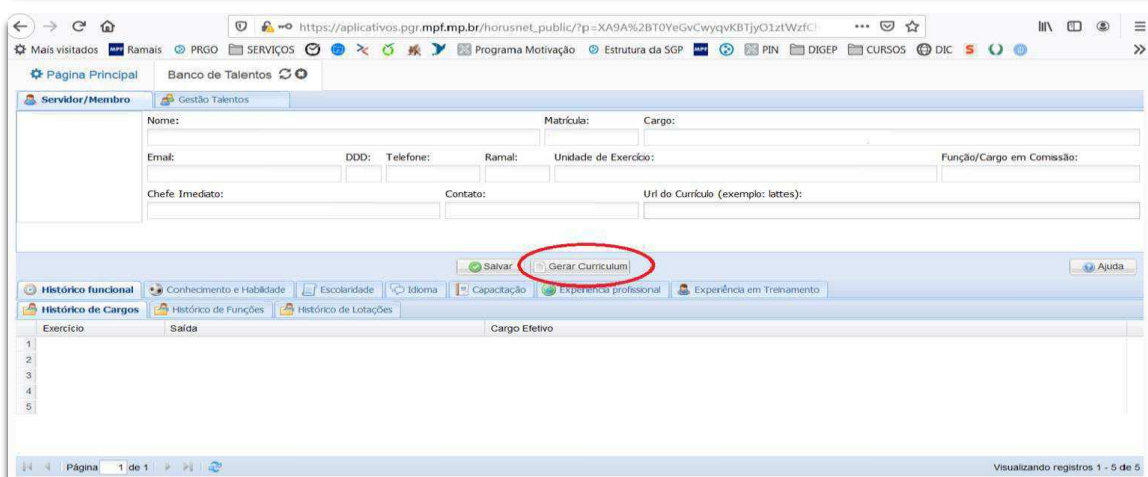 https://aplicativos.pgr.mpf.mp.br/horusnet_public/?p=XA9A%2BT0YeGvCwyqvKBTjyO1ztWzfC
Mais visitados MPF Ramais PRGO SERVIÇOS Programa Motivação Estrutura da SGP MPF PIN DIGEP CURSOS DIC S
Página Principal Banco de Talentos
Servidor/Membro Gestão Talentos
Nome: Matrícula: Cargo:
Email: DDD: Telefone: Ramal: Unidade de Exercício: Função/Cargo em Comissão:
Chefe Imediato: Contato: Url do Currículo (exemplo: lattes):
Salvar Gerar Curriculum Ajuda
Histórico funcional Conhecimento e Habilidade Escolaridade Idioma Capacitação Experiência profissional Experiência em Treinamento
Histórico de Cargos Histórico de Funções Histórico de Lotações
Exercício Saída Cargo Efetivo
1
2
3
4
5
Página 1 de 1 Visualizando registros 1 - 5 de 5